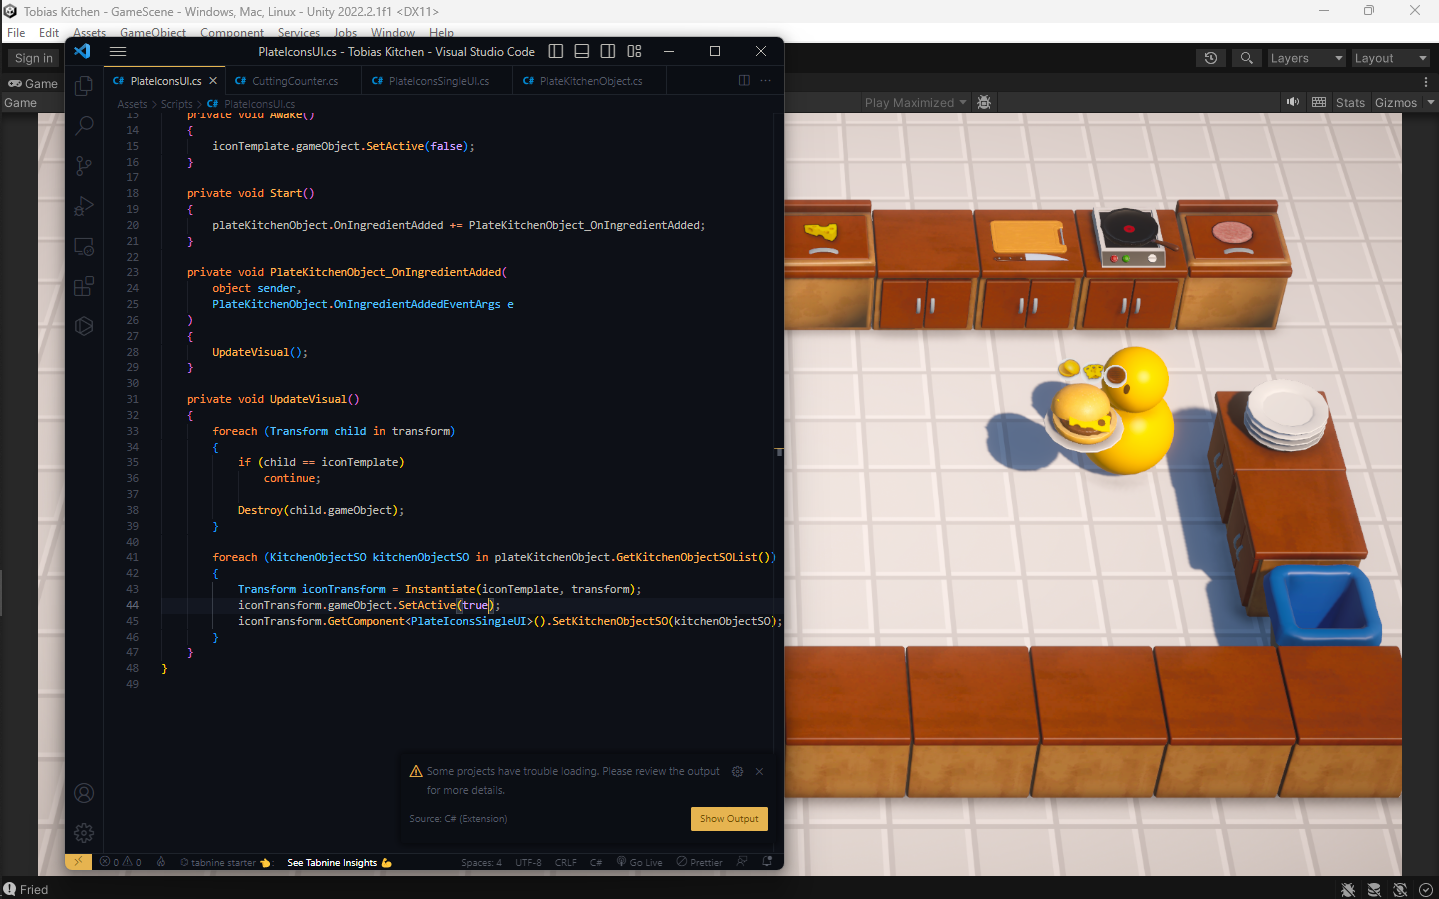 Tobias Kitchen - GameScene - Windows, Mac, Linux - Unity 2022.2.1f1 <DX11>
File Edit Assets GameObject Component Services Jobs Window Help
Sign in
Layers
Layout
Game
Game
Play Maximized
Stats
Gizmos
PlateIconsUI.cs - Tobias Kitchen - Visual Studio Code
C# PlateIconsUI.cs
C# CuttingCounter.cs
C# PlateIconsSingleUI.cs
C# PlateKitchenObject.cs
Assets > Scripts > C# PlateIconsUI.cs
13 private void Awake()
14 {
15 iconTemplate.gameObject.SetActive(false);
16 }
17
18 private void Start()
19 {
20 plateKitchenObject.OnIngredientAdded += PlateKitchenObject_OnIngredientAdded;
21 }
22
23 private void PlateKitchenObject_OnIngredientAdded(
24 object sender,
25 PlateKitchenObject.OnIngredientAddedEventArgs e
26 )
27 {
28 UpdateVisual();
29 }
30
31 private void UpdateVisual()
32 {
33 foreach (Transform child in transform)
34 {
35 if (child == iconTemplate)
36 continue;
37
38 Destroy(child.gameObject);
39 }
40
41 foreach (KitchenObjectSO kitchenObjectSO in plateKitchenObject.GetKitchenObjectSOList())
42 {
43 Transform iconTransform = Instantiate(iconTemplate, transform);
44 iconTransform.gameObject.SetActive(true);
45 iconTransform.GetComponent<PlateIconsSingleUI>().SetKitchenObjectSO(kitchenObjectSO);
46 }
47 }
48 }
49
Some projects have trouble loading. Please review the output
for more details.
Source: C# (Extension)
Show Output
0 0 tabnine starter See Tabnine Insights Spaces: 4 UTF-8 CRLF C# Go Live Prettier
Fried